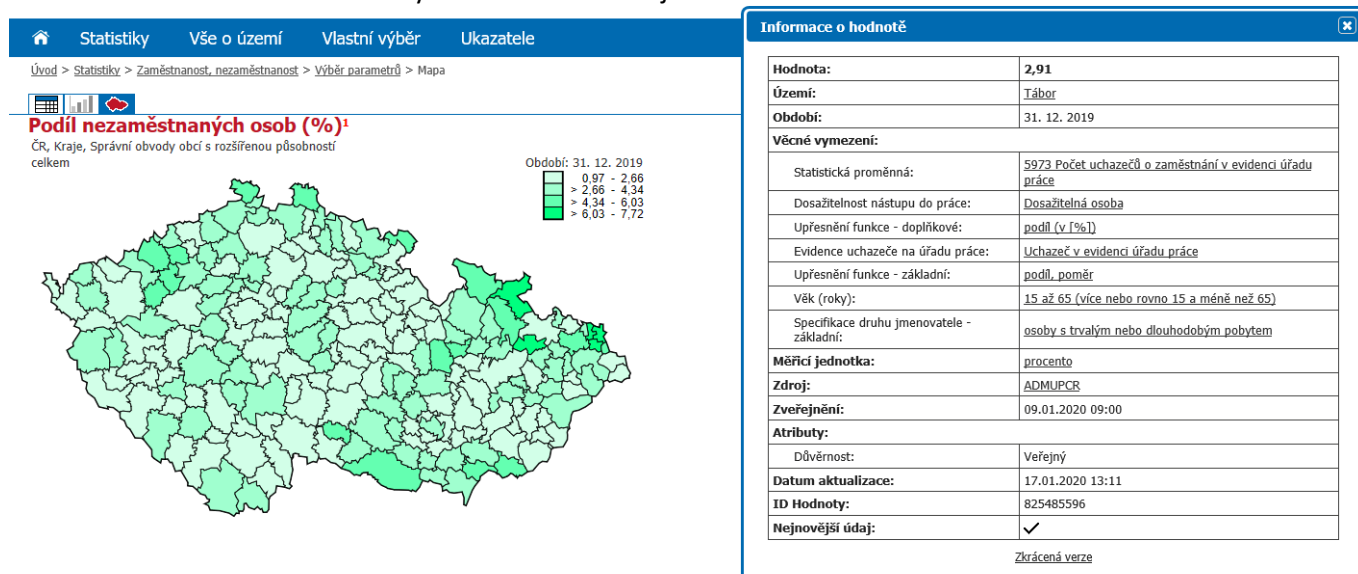 Statistiky Vše o území Vlastní výběr Ukazatele
Úvod > Statistiky > Zaměstnanost, nezaměstnanost > Výběr parametrů > Mapa
Podíl nezaměstnaných osob (%)¹
ČR, Kraje, Správní obvody obcí s rozšířenou působností
celkem
Období: 31. 12. 2019
0,97 - 2,66
> 2,66 - 4,34
> 4,34 - 6,03
> 6,03 - 7,72
Informace o hodnotě
Hodnota: 2,91
Území: Tábor
Období: 31. 12. 2019
Věcné vymezení:
Statistická proměnná: 5973 Počet uchazečů o zaměstnání v evidenci úřadu
práce
Dosažitelnost nástupu do práce: Dosažitelná osoba
Upřesnění funkce - doplňkové: podíl (v [%])
Evidence uchazeče na úřadu práce: Uchazeč v evidenci úřadu práce
Upřesnění funkce - základní: podíl, poměr
Věk (roky): 15 až 65 (více nebo rovno 15 a méně než 65)
Specifikace druhu jmenovatele -
základní: osoby s trvalým nebo dlouhodobým pobytem
Měřicí jednotka: procento
Zdroj: ADMUPCR
Zveřejnění: 09.01.2020 09:00
Atributy:
Důvěrnost: Veřejný
Datum aktualizace: 17.01.2020 13:11
ID Hodnoty: 825485596
Nejnovější údaj: ✓
Zkrácená verze